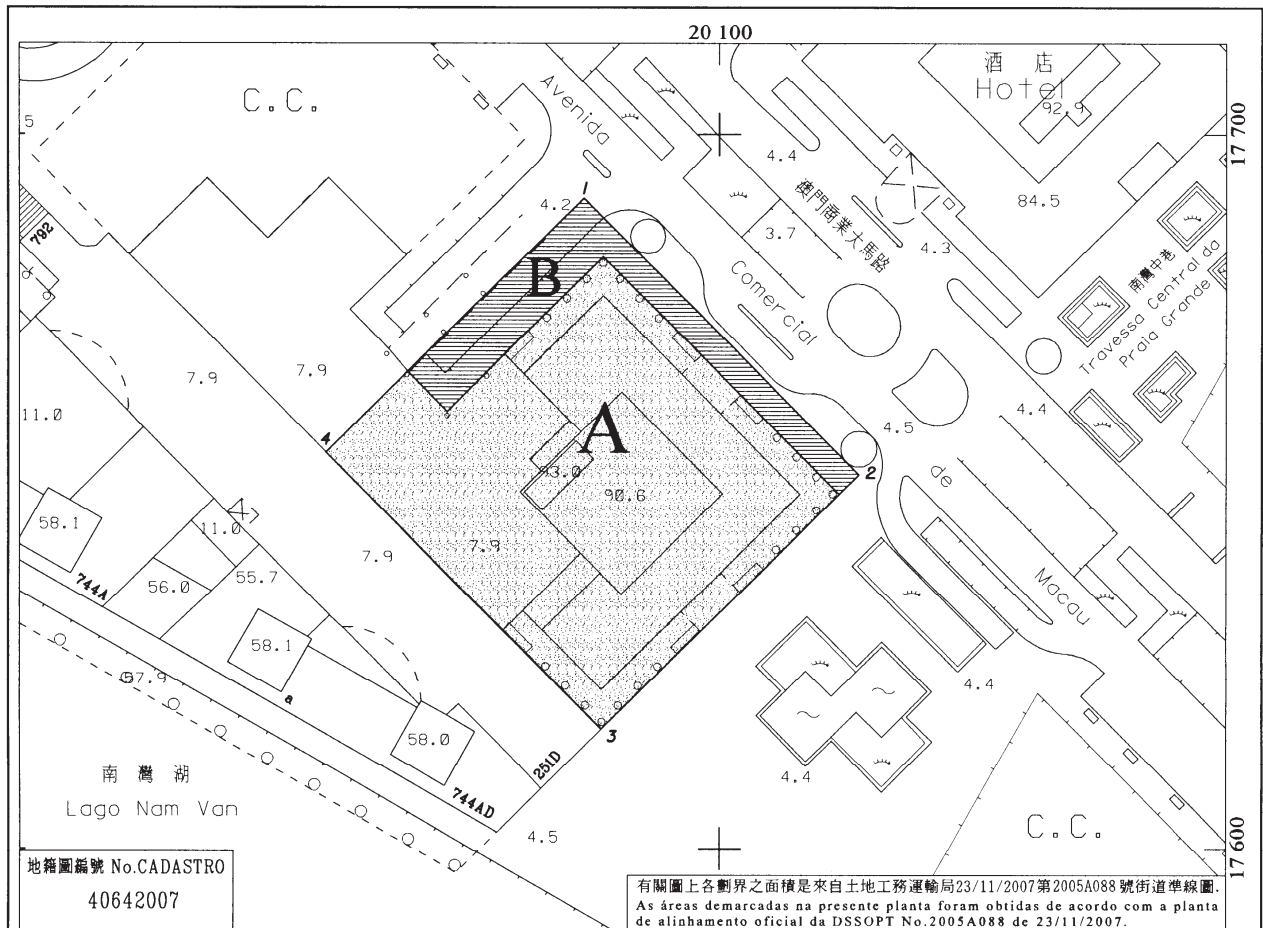 20 100
C.C.
酒店
Hotel
92.9
17 700
5
Avenida
4.4
84.5
792
4.2
1
澳門商業大馬路
3.7
4.3
南灣中巷
Travessa Central da
Praia Grande
B
Comercial
7.9
7.9
11.0
4
A
4.5
4.4
93.0
90.6
2
de
58.1
11.0
7.9
7.9
744A
56.0
55.7
Macau
58.1
57.9
a
4.4
58.0
3
251D
4.4
南灣湖
Lago Nam Van
744AD
4.5
C.C.
17 600
地籍圖編號 No.CADASTRO
40642007
有關圖上各劃界之面積是來自土地工務運輸局23/11/2007第2005A088號街道準線圖.
As áreas demarcadas na presente planta foram obtidas de acordo com a planta
de alinhamento oficial da DSSOPT No.2005A088 de 23/11/2007.